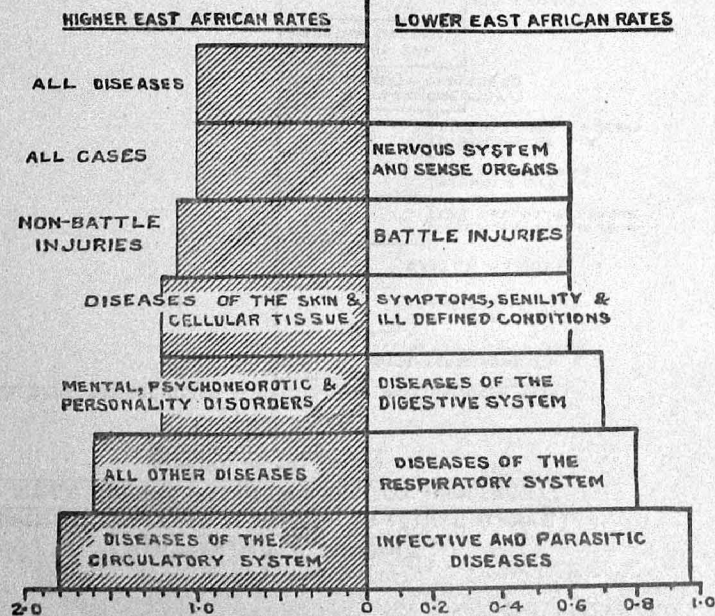 HIGHER EAST AFRICAN RATES
LOWER EAST AFRICAN RATES
ALL DISEASES
ALL CASES
NERVOUS SYSTEM
AND SENSE ORGANS
NON-BATTLE
INJURIES
BATTLE INJURIES
DISEASES OF THE SKIN &
CELLULAR TISSUE
SYMPTOMS, SENILITY &
ILL DEFINED CONDITIONS
MENTAL, PSYCHONEOROTIC &
PERSONALITY DISORDERS
DISEASES OF THE
DIGESTIVE SYSTEM
ALL OTHER DISEASES
DISEASES OF THE
RESPIRATORY SYSTEM
DISEASES OF THE
CIRCULATORY SYSTEM
INFECTIVE AND PARASITIC
DISEASES
2·0 1·0 0 0·2 0·4 0·6 0·8 1·0